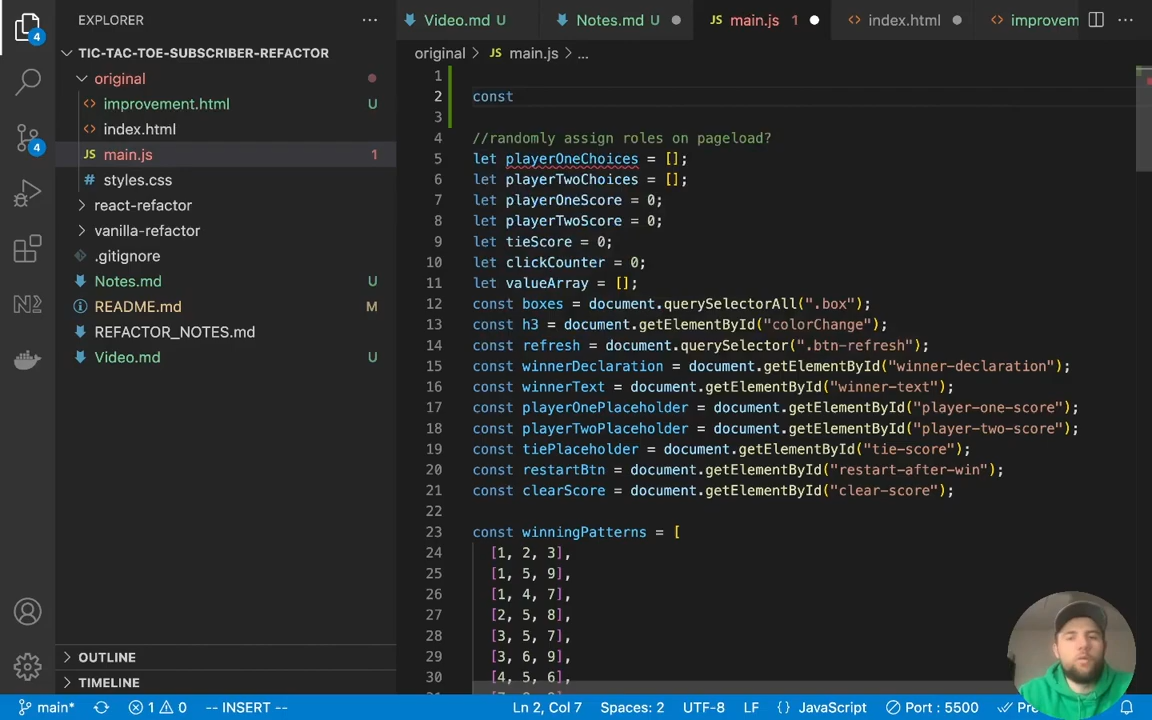 EXPLORER
TIC-TAC-TOE-SUBSCRIBER-REFACTOR
original
improvement.html U
index.html
JS main.js 1
# styles.css
react-refactor
vanilla-refactor
.gitignore
Notes.md U
README.md M
REFACTOR_NOTES.md
Video.md U
OUTLINE
TIMELINE
4
4
Video.md U
Notes.md U
JS main.js 1
index.html
improvem
original > JS main.js > ...
1
2 const
3
4 //randomly assign roles on pageload?
5 let playerOneChoices = [];
6 let playerTwoChoices = [];
7 let playerOneScore = 0;
8 let playerTwoScore = 0;
9 let tieScore = 0;
10 let clickCounter = 0;
11 let valueArray = [];
12 const boxes = document.querySelectorAll(".box");
13 const h3 = document.getElementById("colorChange");
14 const refresh = document.querySelector(".btn-refresh");
15 const winnerDeclaration = document.getElementById("winner-declaration");
16 const winnerText = document.getElementById("winner-text");
17 const playerOnePlaceholder = document.getElementById("player-one-score");
18 const playerTwoPlaceholder = document.getElementById("player-two-score");
19 const tiePlaceholder = document.getElementById("tie-score");
20 const restartBtn = document.getElementById("restart-after-win");
21 const clearScore = document.getElementById("clear-score");
22
23 const winningPatterns = [
24 [1, 2, 3],
25 [1, 5, 9],
26 [1, 4, 7],
27 [2, 5, 8],
28 [3, 5, 7],
29 [3, 6, 9],
30 [4, 5, 6],
main* 1 0 -- INSERT -- Ln 2, Col 7 Spaces: 2 UTF-8 LF {} JavaScript Port : 5500